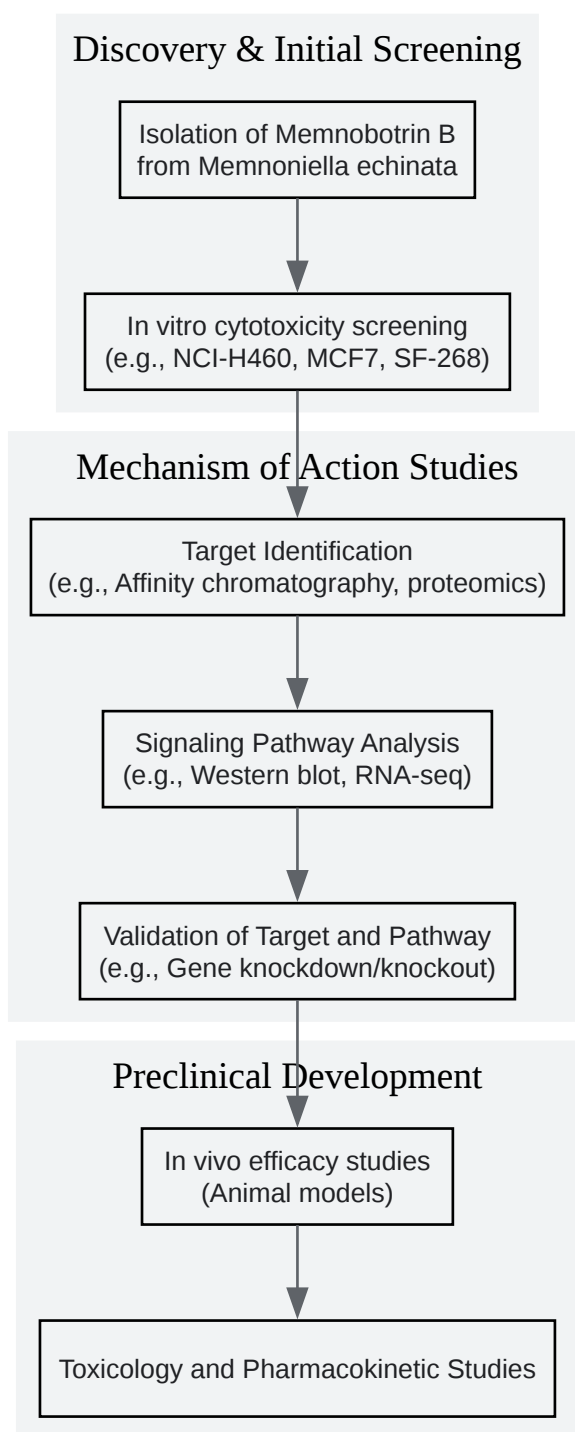 Discovery & Initial Screening
Isolation of Memnobotrin B
from Memnoniella echinata
In vitro cytotoxicity screening
(e.g., NCI-H460, MCF7, SF-268)
Mechanism of Action Studies
Target Identification
(e.g., Affinity chromatography, proteomics)
Signaling Pathway Analysis
(e.g., Western blot, RNA-seq)
Validation of Target and Pathway
(e.g., Gene knockdown/knockout)
Preclinical Development
In vivo efficacy studies
(Animal models)
Toxicology and Pharmacokinetic Studies